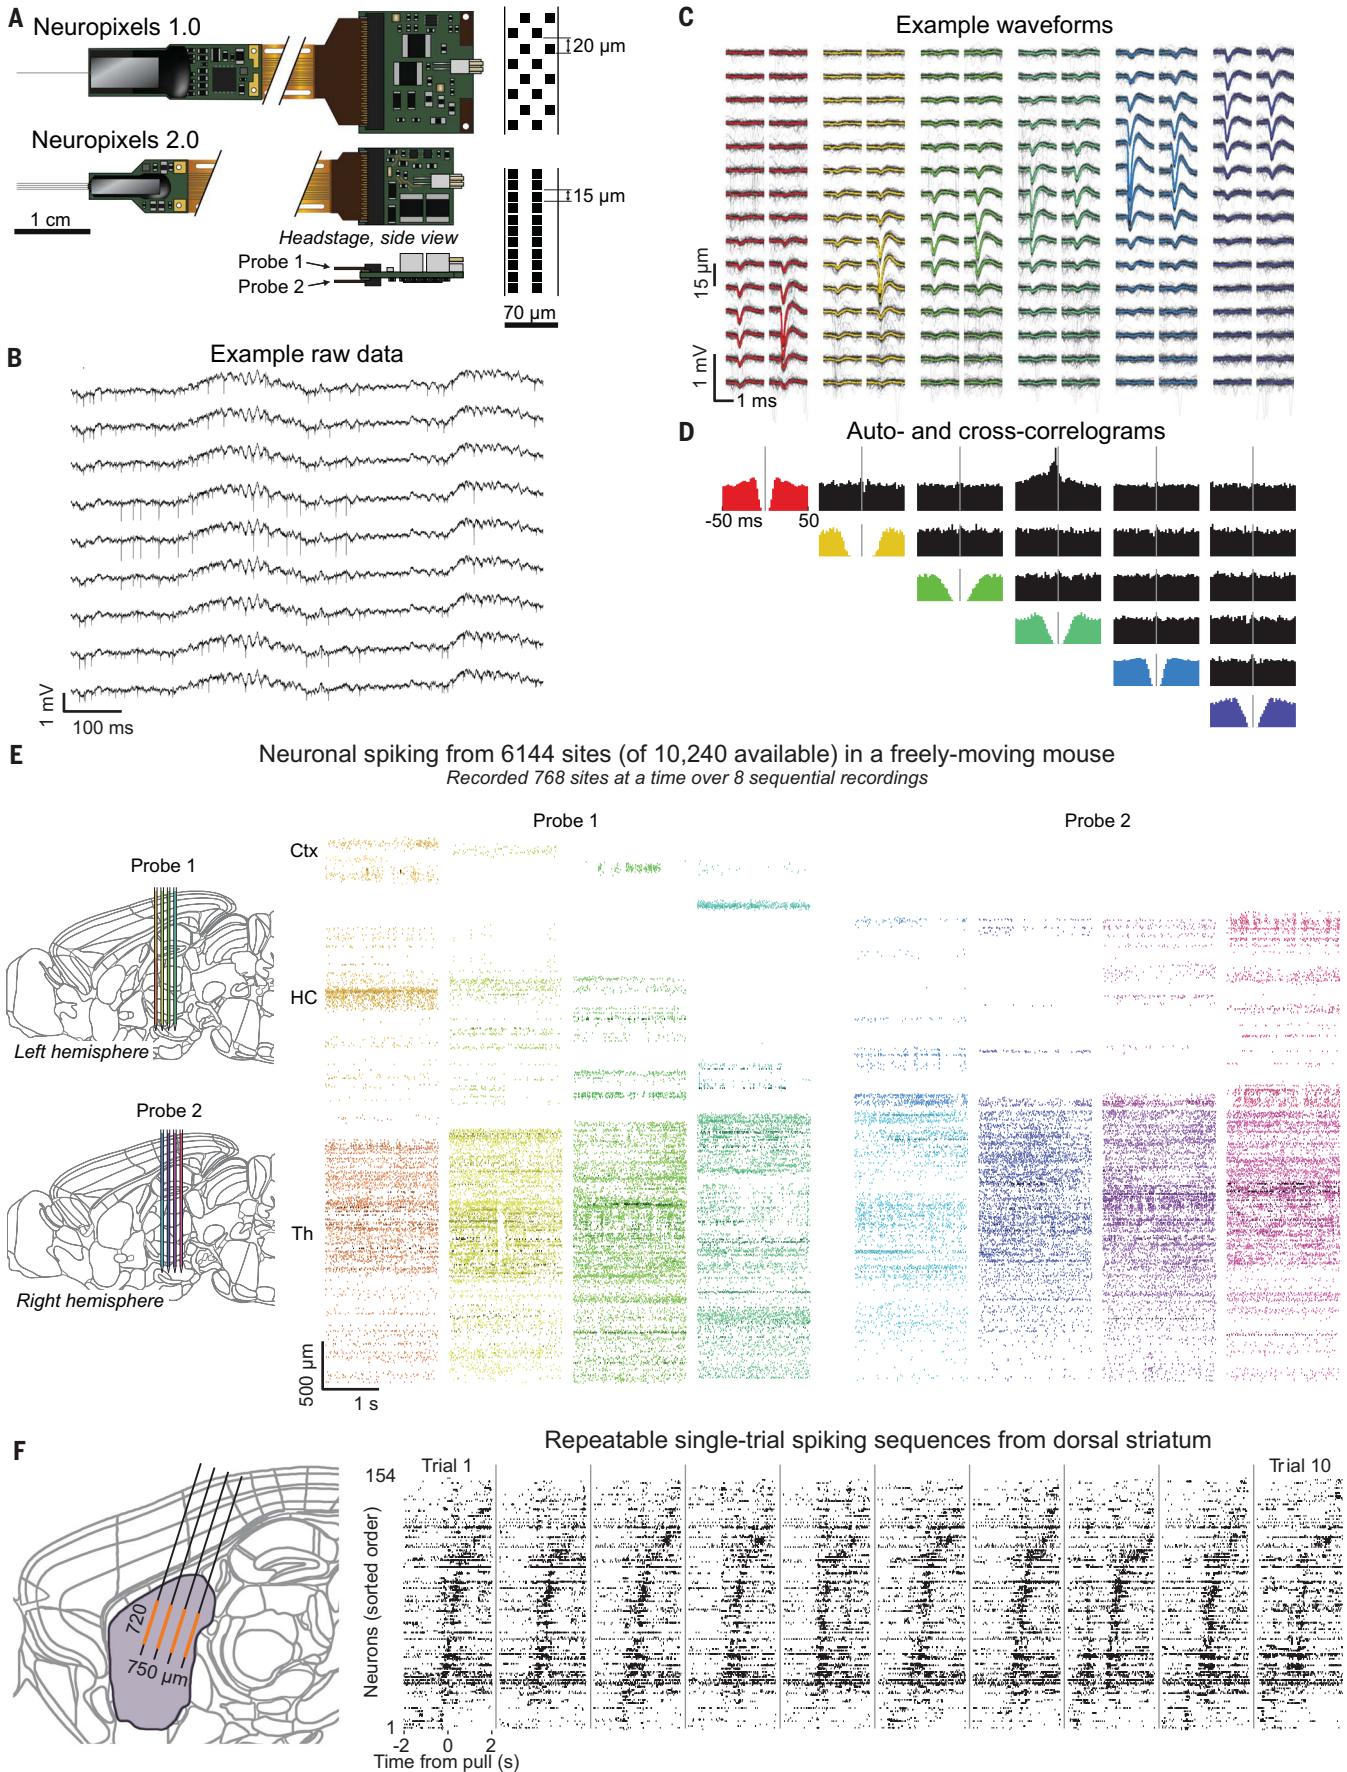 A
Neuropixels 1.0
20 µm
Neuropixels 2.0
15 µm
1 cm
Headstage, side view
Probe 1
Probe 2
70 µm
B
Example raw data
1 mV
100 ms
C
Example waveforms
15 µm
1 mV
1 ms
D
Auto- and cross-correlograms
-50 ms
50
E
Neuronal spiking from 6144 sites (of 10,240 available) in a freely-moving mouse
Recorded 768 sites at a time over 8 sequential recordings
Probe 1
Probe 2
Probe 1
Left hemisphere
Probe 2
Right hemisphere
Ctx
HC
Th
500 µm
1 s
F
720
750 µm
Repeatable single-trial spiking sequences from dorsal striatum
Trial 1
Trial 10
154
Neurons (sorted order)
1
-2
0
2
Time from pull (s)